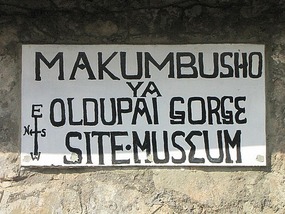 MAKUMBUSHO
YA
OLDUPAI GORGE
SITE·MUSEUM
E
N S
W